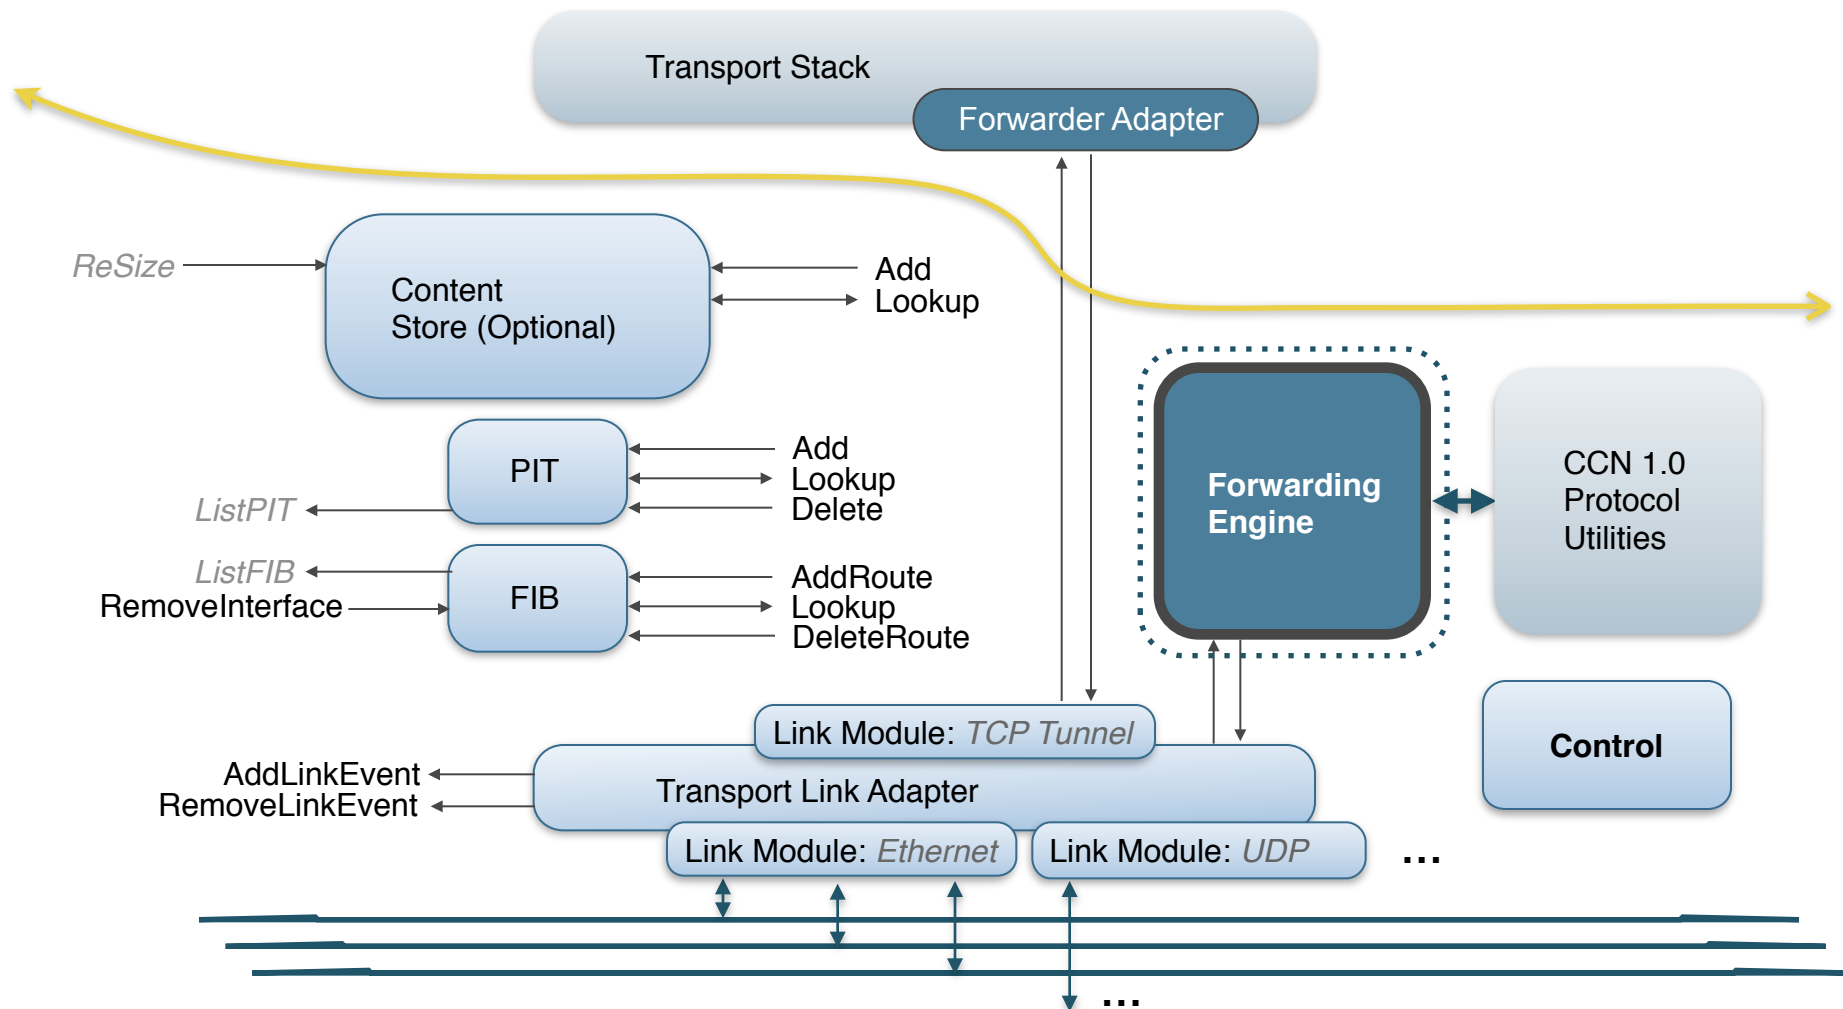 Transport Stack
Forwarder Adapter
ReSize
Content
Store (Optional)
Add
Lookup
PIT
Add
Lookup
Delete
ListPIT
ListFIB
RemoveInterface
FIB
AddRoute
Lookup
DeleteRoute
Forwarding
Engine
CCN 1.0
Protocol
Utilities
Control
Link Module: TCP Tunnel
AddLinkEvent
RemoveLinkEvent
Transport Link Adapter
Link Module: Ethernet
Link Module: UDP
...
...